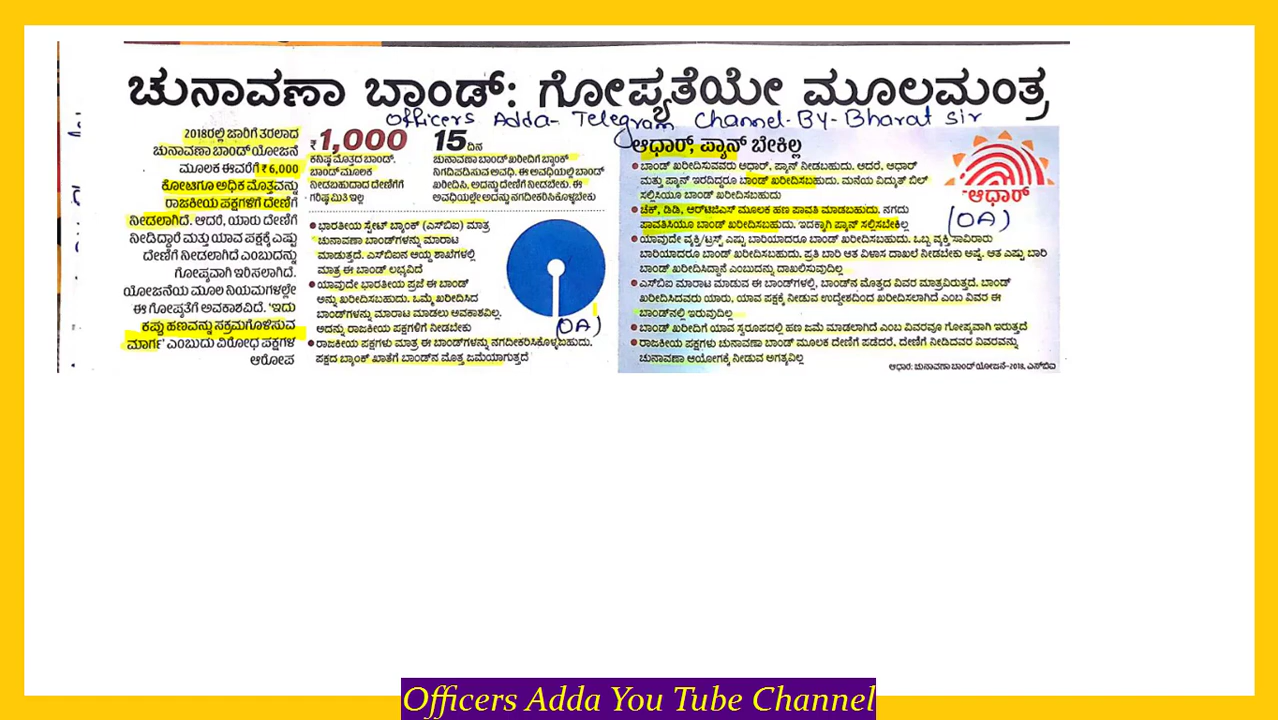 ಚುನಾವಣಾ ಬಾಂಡ್: ಗೋಪ್ಯತೆಯೇ ಮೂಲಮಂತ್ರ
Officers Adda- Telegram Channel-BY-Bharat Sir
2018ರಲ್ಲಿ ಜಾರಿಗೆ ತರಲಾದ
ಚುನಾವಣಾ ಬಾಂಡ್ ಯೋಜನೆ
ಮೂಲಕ ಈವರೆಗೆ ₹6,000
ಕೋಟಿಗೂ ಅಧಿಕ ಮೊತ್ತವನ್ನು
ರಾಜಕೀಯ ಪಕ್ಷಗಳಿಗೆ ದೇಣಿಗೆ
ನೀಡಲಾಗಿದೆ. ಆದರೆ, ಯಾರು ದೇಣಿಗೆ
ನೀಡಿದ್ದಾರೆ ಮತ್ತು ಯಾವ ಪಕ್ಷಕ್ಕೆ ಎಷ್ಟು
ದೇಣಿಗೆ ನೀಡಲಾಗಿದೆ ಎಂಬುದನ್ನು
ಗೋಪ್ಯವಾಗಿ ಇರಿಸಲಾಗಿದೆ.
ಯೋಜನೆಯ ಮೂಲ ನಿಯಮಗಳಲ್ಲೇ
ಈ ಗೋಪ್ಯತೆಗೆ ಅವಕಾಶವಿದೆ. 'ಇದು
ಕಪ್ಪು ಹಣವನ್ನು ಸಕ್ರಮಗೊಳಿಸುವ
ಮಾರ್ಗ' ಎಂಬುದು ವಿರೋಧ ಪಕ್ಷಗಳ
ಆರೋಪ
₹1,000
ಕನಿಷ್ಠ ಮೊತ್ತದ ಬಾಂಡ್.
ಬಾಂಡ್ ಮೂಲಕ
ನೀಡಬಹುದಾದ ದೇಣಿಗೆಗೆ
ಗರಿಷ್ಠ ಮಿತಿ ಇಲ್ಲ
15 ದಿನ
ಚುನಾವಣಾ ಬಾಂಡ್ ಖರೀದಿಗೆ ಬ್ಯಾಂಕ್
ನಿಗದಿಪಡಿಸುವ ಅವಧಿ. ಈ ಅವಧಿಯಲ್ಲಿ ಬಾಂಡ್
ಖರೀದಿಸಿ, ಅದನ್ನು ದೇಣಿಗೆ ನೀಡಬೇಕು. ಈ
ಅವಧಿಯಲ್ಲೇ ಅದನ್ನು ನಗದೀಕರಿಸಿಕೊಳ್ಳಬೇಕು
● ಭಾರತೀಯ ಸ್ಟೇಟ್ ಬ್ಯಾಂಕ್ (ಎಸ್‌ಬಿಐ) ಮಾತ್ರ
ಚುನಾವಣಾ ಬಾಂಡ್‌ಗಳನ್ನು ಮಾರಾಟ
ಮಾಡುತ್ತದೆ. ಎಸ್‌ಬಿಐನ ಆಯ್ದ ಶಾಖೆಗಳಲ್ಲಿ
ಮಾತ್ರ ಈ ಬಾಂಡ್ ಲಭ್ಯವಿದೆ
● ಯಾವುದೇ ಭಾರತೀಯ ಪ್ರಜೆ ಈ ಬಾಂಡ್
ಅನ್ನು ಖರೀದಿಸಬಹುದು. ಒಮ್ಮೆ ಖರೀದಿಸಿದ
ಬಾಂಡ್‌ಗಳನ್ನು ಮಾರಾಟ ಮಾಡಲು ಅವಕಾಶವಿಲ್ಲ.
ಅದನ್ನು ರಾಜಕೀಯ ಪಕ್ಷಗಳಿಗೆ ನೀಡಬೇಕು
(OA)
● ರಾಜಕೀಯ ಪಕ್ಷಗಳು ಮಾತ್ರ ಈ ಬಾಂಡ್‌ಗಳನ್ನು ನಗದೀಕರಿಸಿಕೊಳ್ಳಬಹುದು.
ಪಕ್ಷದ ಬ್ಯಾಂಕ್ ಖಾತೆಗೆ ಬಾಂಡ್‌ನ ಮೊತ್ತ ಜಮೆಯಾಗುತ್ತದೆ
ಆಧಾರ್, ಪ್ಯಾನ್ ಬೇಕಿಲ್ಲ
● ಬಾಂಡ್ ಖರೀದಿಸುವವರು ಆಧಾರ್, ಪ್ಯಾನ್ ನೀಡಬಹುದು. ಆದರೆ, ಆಧಾರ್
ಮತ್ತು ಪ್ಯಾನ್ ಇರದಿದ್ದರೂ ಬಾಂಡ್ ಖರೀದಿಸಬಹುದು. ಮನೆಯ ವಿದ್ಯುತ್ ಬಿಲ್
ಸಲ್ಲಿಸಿಯೂ ಬಾಂಡ್ ಖರೀದಿಸಬಹುದು
ಆಧಾರ್
(OA)
● ಚೆಕ್, ಡಿಡಿ, ಆರ್‌ಟಿಜಿಎಸ್ ಮೂಲಕ ಹಣ ಪಾವತಿ ಮಾಡಬಹುದು. ನಗದು
ಪಾವತಿಸಿಯೂ ಬಾಂಡ್ ಖರೀದಿಸಬಹುದು. ಇದಕ್ಕಾಗಿ ಪ್ಯಾನ್ ಸಲ್ಲಿಸಬೇಕಿಲ್ಲ
● ಯಾವುದೇ ವ್ಯಕ್ತಿ/ಟ್ರಸ್ಟ್ ಎಷ್ಟು ಬಾರಿಯಾದರೂ ಬಾಂಡ್ ಖರೀದಿಸಬಹುದು. ಒಬ್ಬ ವ್ಯಕ್ತಿ ಸಾವಿರಾರು
ಬಾರಿಯಾದರೂ ಬಾಂಡ್ ಖರೀದಿಸಬಹುದು. ಪ್ರತಿ ಬಾರಿ ಆತ ವಿಳಾಸ ದಾಖಲೆ ನೀಡಬೇಕು ಅಷ್ಟೆ. ಆತ ಎಷ್ಟು ಬಾರಿ
ಬಾಂಡ್ ಖರೀದಿಸಿದ್ದಾನೆ ಎಂಬುದನ್ನು ದಾಖಲಿಸುವುದಿಲ್ಲ
● ಎಸ್‌ಬಿಐ ಮಾರಾಟ ಮಾಡುವ ಈ ಬಾಂಡ್‌ಗಳಲ್ಲಿ, ಬಾಂಡ್‌ನ ಮೊತ್ತದ ವಿವರ ಮಾತ್ರವಿರುತ್ತದೆ. ಬಾಂಡ್
ಖರೀದಿಸಿದವರು ಯಾರು, ಯಾವ ಪಕ್ಷಕ್ಕೆ ನೀಡುವ ಉದ್ದೇಶದಿಂದ ಖರೀದಿಸಲಾಗಿದೆ ಎಂಬ ವಿವರ ಈ
ಬಾಂಡ್‌ನಲ್ಲಿ ಇರುವುದಿಲ್ಲ
● ಬಾಂಡ್ ಖರೀದಿಗೆ ಯಾವ ಸ್ವರೂಪದಲ್ಲಿ ಹಣ ಜಮೆ ಮಾಡಲಾಗಿದೆ ಎಂಬ ವಿವರವೂ ಗೋಪ್ಯವಾಗಿ ಇರುತ್ತದೆ
● ರಾಜಕೀಯ ಪಕ್ಷಗಳು ಚುನಾವಣಾ ಬಾಂಡ್ ಮೂಲಕ ದೇಣಿಗೆ ಪಡೆದರೆ, ದೇಣಿಗೆ ನೀಡಿದವರ ವಿವರವನ್ನು
ಚುನಾವಣಾ ಆಯೋಗಕ್ಕೆ ನೀಡುವ ಅಗತ್ಯವಿಲ್ಲ
ಆಧಾರ: ಚುನಾವಣಾ ಬಾಂಡ್ ಯೋಜನೆ-2018, ಎಸ್‌ಬಿಐ
Officers Adda You Tube Channel